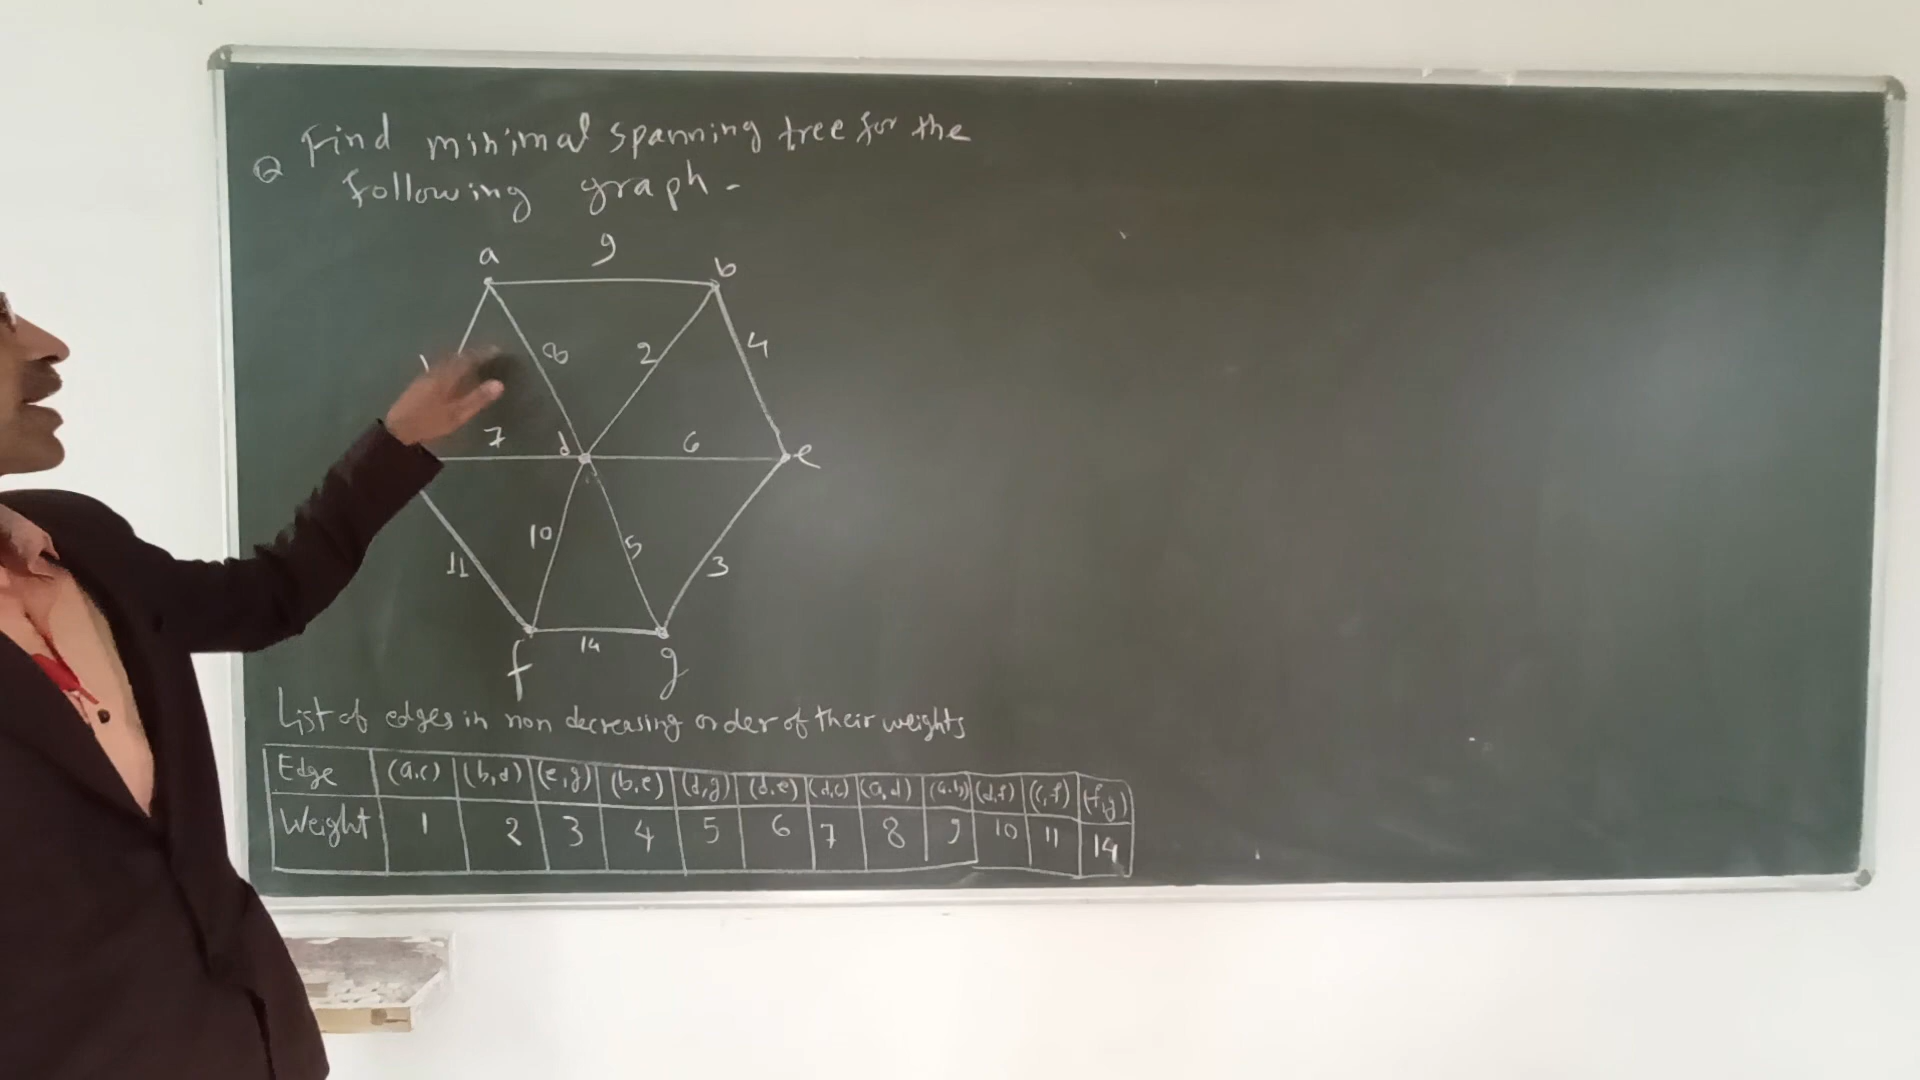 Q Find minimal spanning tree for the
following graph -
9
a
b
1
8
2
4
7
d
6
e
10
5
11
3
14
f
g
List of edges in non decreasing order of their weights
Edge (a,c) (b,d) (e,g) (b,e) (d,g) (d,e) (d,c) (a,d) (a,b) (d,f) (c,f) (f,g)
Weight 1 2 3 4 5 6 7 8 9 10 11 14